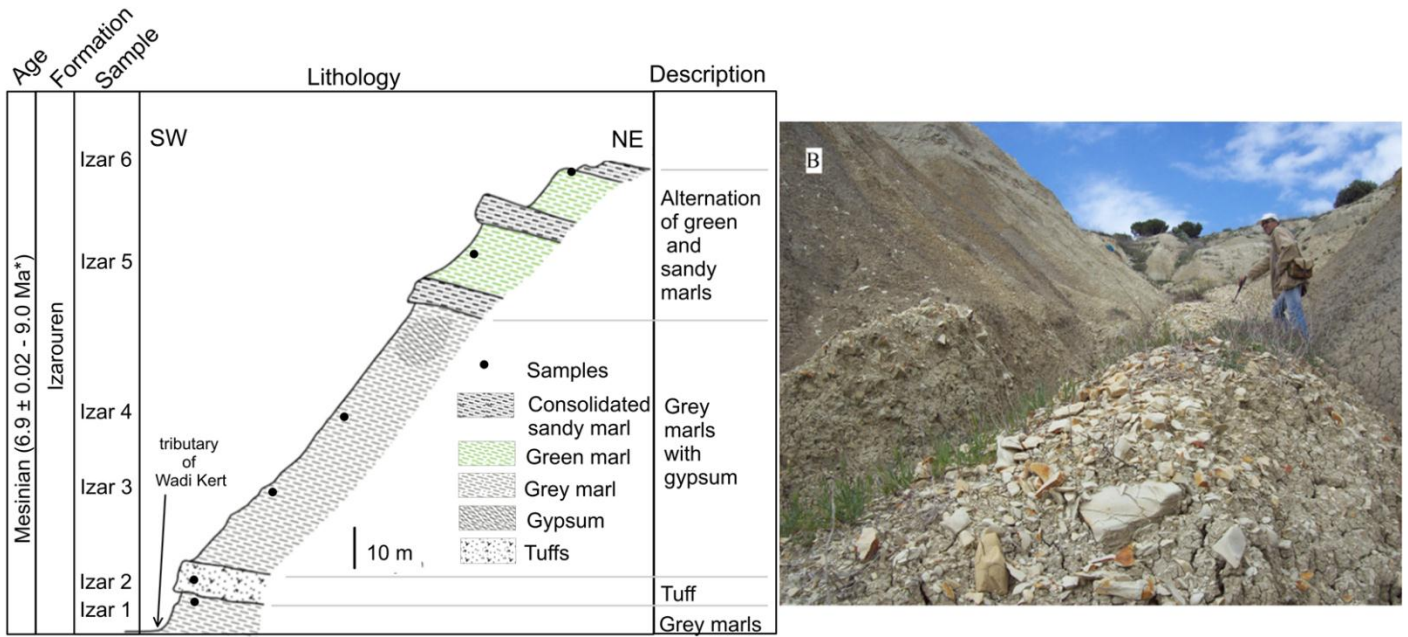 Age
Formation
Sample
Lithology
Description
Mesinian (6.9 ± 0.02 - 9.0 Ma*)
Izarouren
Izar 6
Izar 5
Izar 4
Izar 3
Izar 2
Izar 1
SW
NE
tributary
of
Wadi Kert
10 m
Samples
Consolidated
sandy marl
Green marl
Grey marl
Gypsum
Tuffs
Alternation
of green
and
sandy
marls
Grey
marls
with
gypsum
Tuff
Grey marls
B